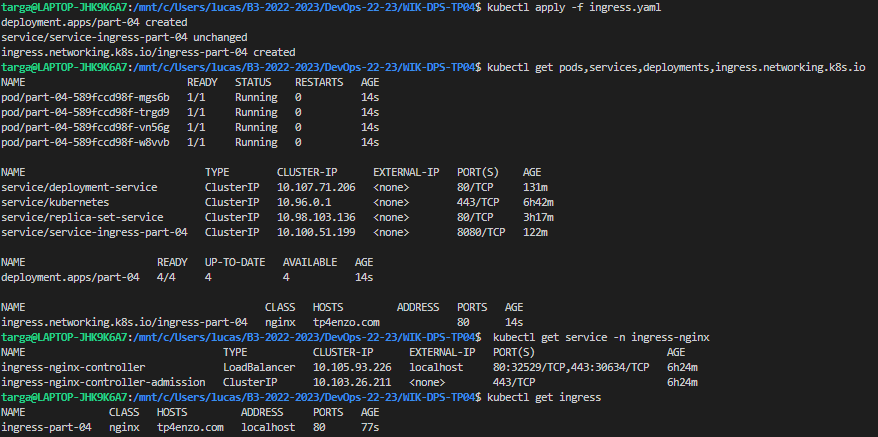 targa@LAPTOP-JHK9K6A7:/mnt/c/Users/lucas/B3-2022-2023/DevOps-22-23/WIK-DPS-TP04$ kubectl apply -f ingress.yaml
deployment.apps/part-04 created
service/service-ingress-part-04 unchanged
ingress.networking.k8s.io/ingress-part-04 created
targa@LAPTOP-JHK9K6A7:/mnt/c/Users/lucas/B3-2022-2023/DevOps-22-23/WIK-DPS-TP04$ kubectl get pods,services,deployments,ingress.networking.k8s.io
NAME READY STATUS RESTARTS AGE
pod/part-04-589fccd98f-mgs6b 1/1 Running 0 14s
pod/part-04-589fccd98f-trgd9 1/1 Running 0 14s
pod/part-04-589fccd98f-vn56g 1/1 Running 0 14s
pod/part-04-589fccd98f-w8vvb 1/1 Running 0 14s
NAME TYPE CLUSTER-IP EXTERNAL-IP PORT(S) AGE
service/deployment-service ClusterIP 10.107.71.206 <none> 80/TCP 131m
service/kubernetes ClusterIP 10.96.0.1 <none> 443/TCP 6h42m
service/replica-set-service ClusterIP 10.98.103.136 <none> 80/TCP 3h17m
service/service-ingress-part-04 ClusterIP 10.100.51.199 <none> 8080/TCP 122m
NAME READY UP-TO-DATE AVAILABLE AGE
deployment.apps/part-04 4/4 4 4 14s
NAME CLASS HOSTS ADDRESS PORTS AGE
ingress.networking.k8s.io/ingress-part-04 nginx tp4enzo.com 80 14s
targa@LAPTOP-JHK9K6A7:/mnt/c/Users/lucas/B3-2022-2023/DevOps-22-23/WIK-DPS-TP04$ kubectl get service -n ingress-nginx
NAME TYPE CLUSTER-IP EXTERNAL-IP PORT(S) AGE
ingress-nginx-controller LoadBalancer 10.105.93.226 localhost 80:32529/TCP,443:30634/TCP 6h24m
ingress-nginx-controller-admission ClusterIP 10.103.26.211 <none> 443/TCP 6h24m
targa@LAPTOP-JHK9K6A7:/mnt/c/Users/lucas/B3-2022-2023/DevOps-22-23/WIK-DPS-TP04$ kubectl get ingress
NAME CLASS HOSTS ADDRESS PORTS AGE
ingress-part-04 nginx tp4enzo.com localhost 80 77s